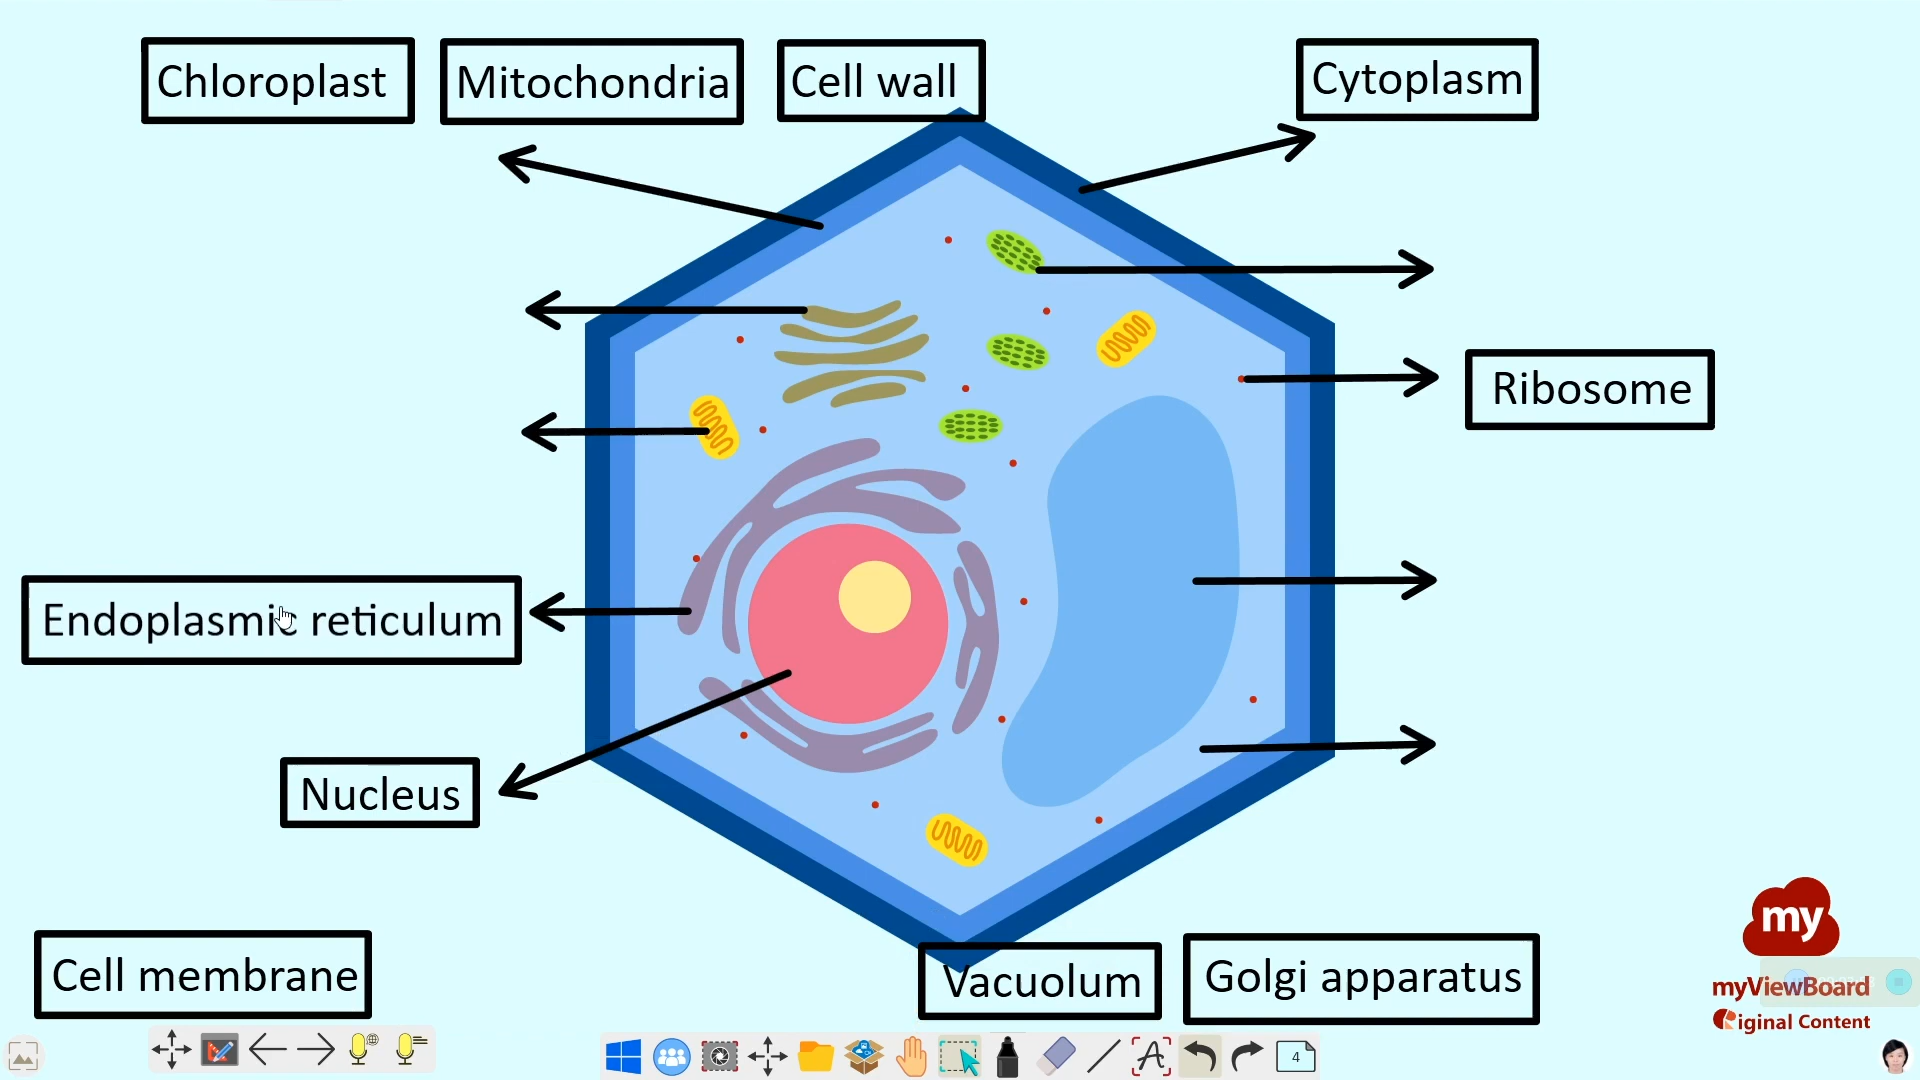 Chloroplast
Mitochondria
Cell wall
Cytoplasm
Ribosome
Endoplasmic reticulum
Nucleus
Cell membrane
Vacuolum
Golgi apparatus
my
myViewBoard
Original Content
4